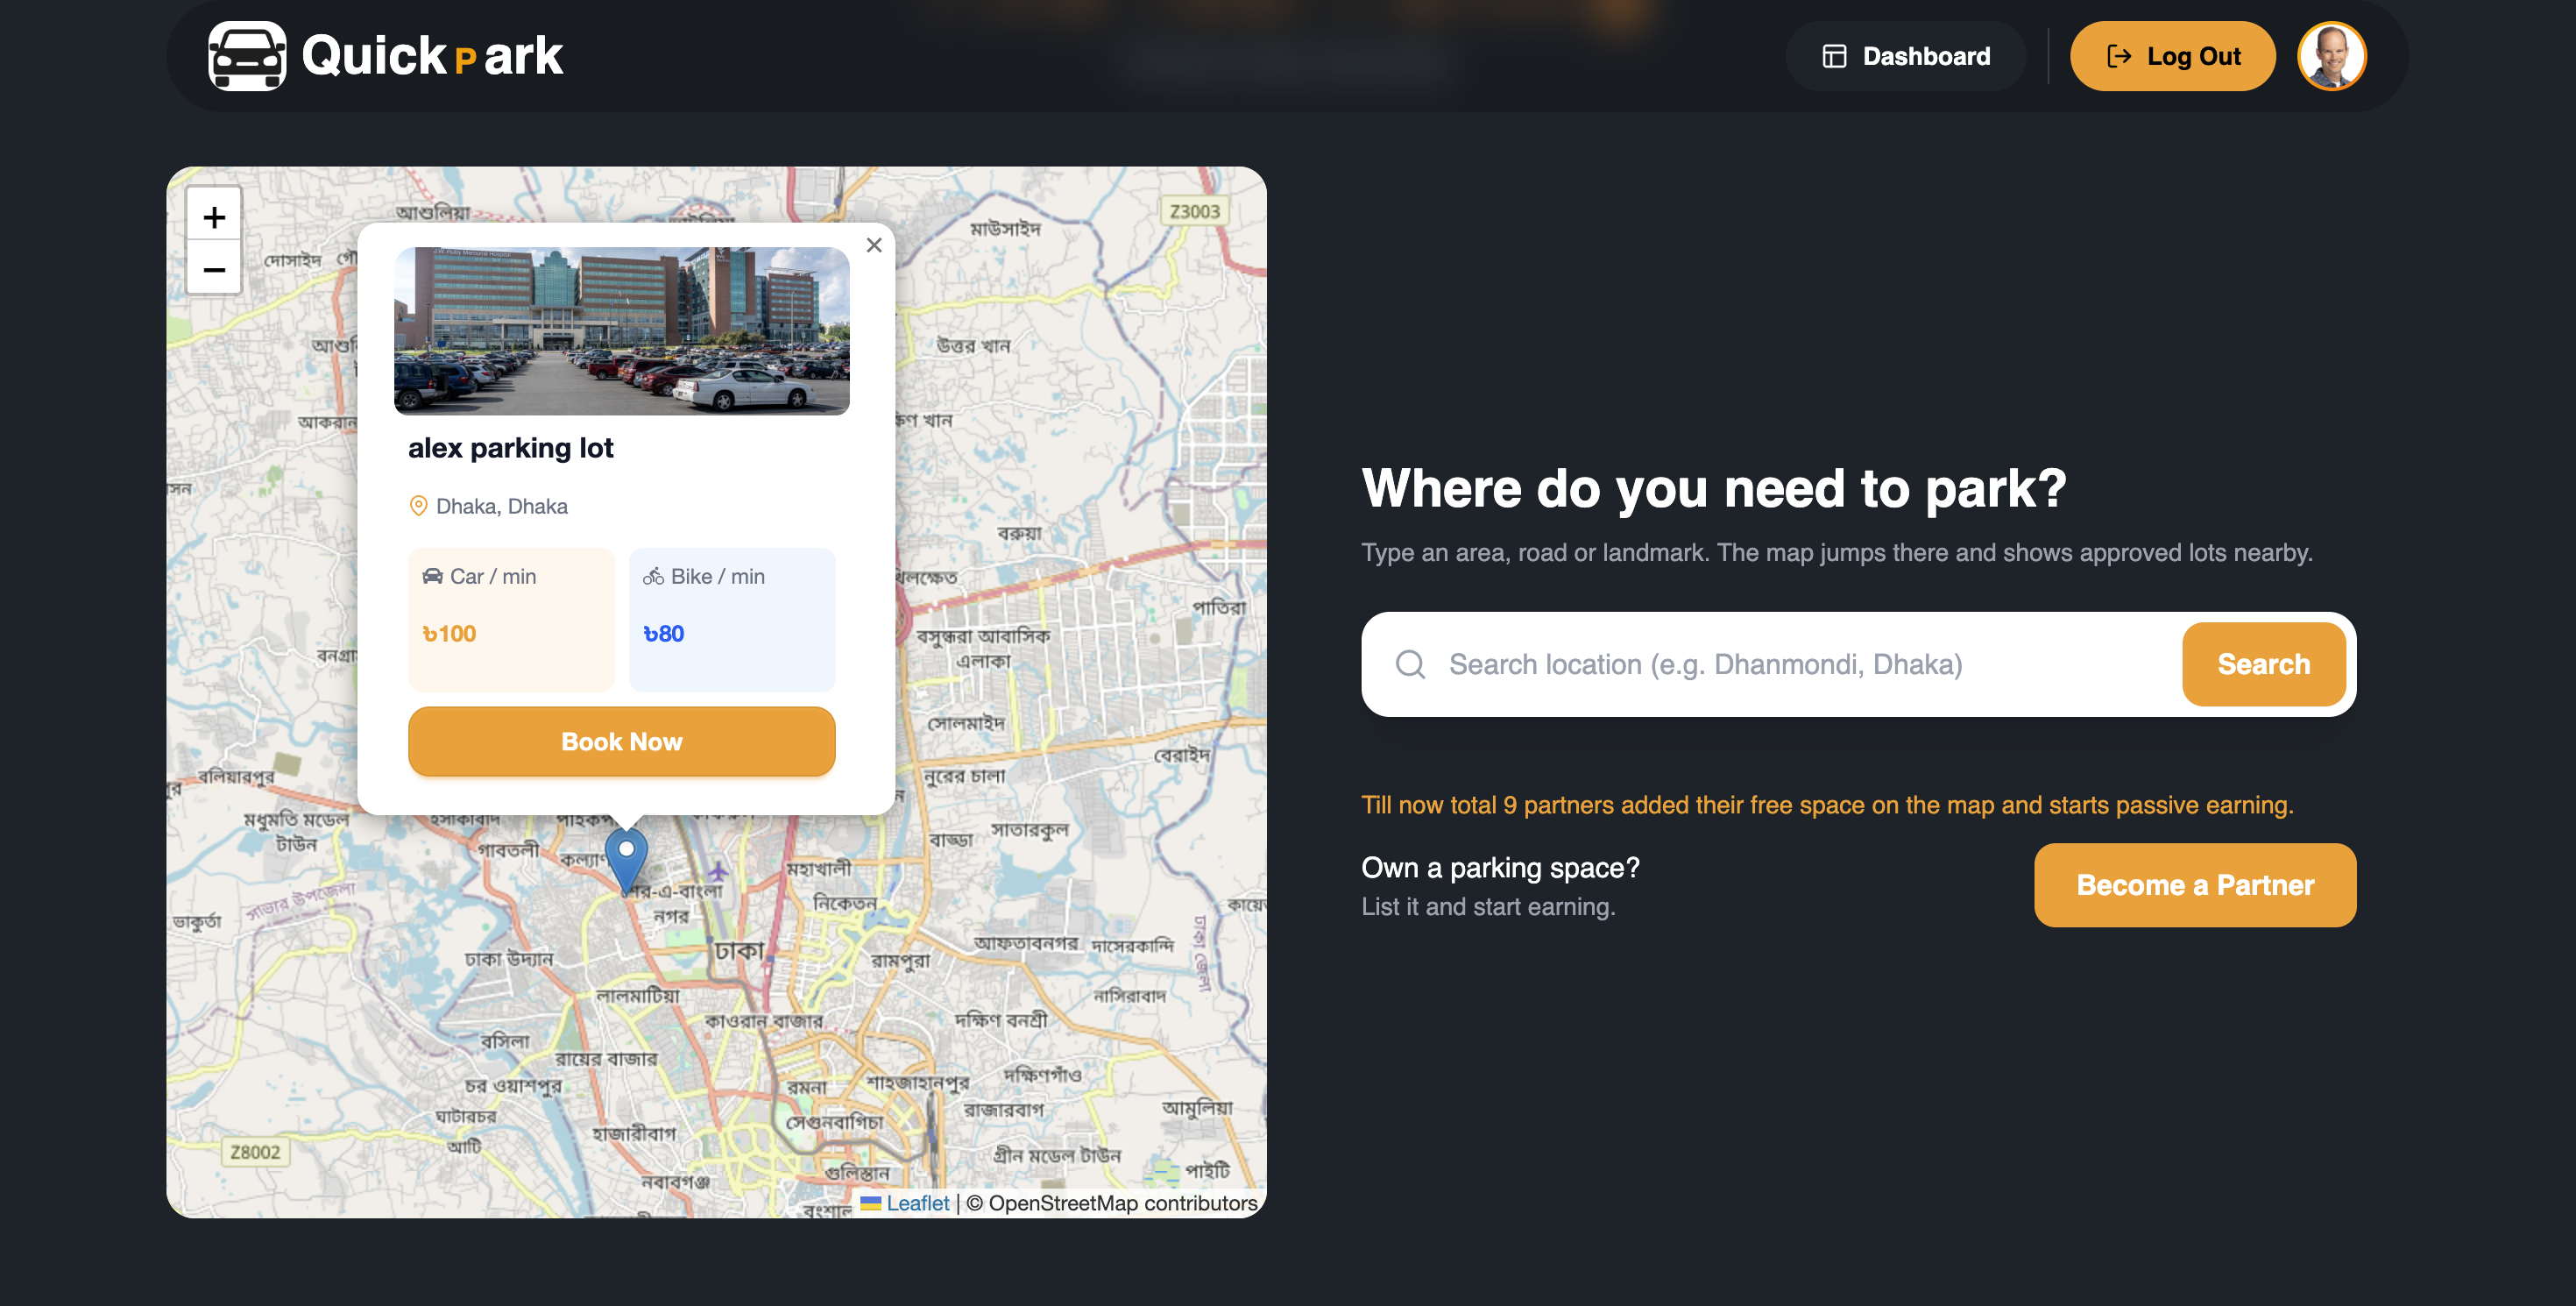 Quick Park
Dashboard
Log Out
+
−
Z3003
আশুলিয়া
মাউসাইদ
দোসাইদ
উত্তর খান
alex parking lot
Dhaka, Dhaka
Car / min
৳100
Bike / min
৳80
Book Now
বরুয়া
পাতিরা
বসুন্ধরা আবাসিক
এলাকা
সোলমাইদ
বেরাইদ
নুরের চালা
বলিয়ারপুর
মধুমতি মডেল
টাউন
গাবতলী
সাতারকুল
বাড্ডা
মহাখালী
নগর
নিকেতন
ভাকুর্তা
সাভার উপজেলা
ঢাকা
আফতাবনগর
দাসেরকান্দি
ঢাকা জেলা
ঢাকা উদ্যান
রামপুরা
লালমাটিয়া
নাসিরাবাদ
কাওরান বাজার
দক্ষিণ বনশ্রী
বসিলা
রায়ের বাজার
চর ওয়াশপুর
রমনা
শাহজাহানপুর
দক্ষিণগাঁও
ঘাটারচর
রাজারবাগ
আমুলিয়া
সেগুনবাগিচা
আটি
হাজারীবাগ
Z8002
গ্রীন মডেল টাউন
গুলিস্তান
পাইটি
নবাবগঞ্জ
Leaflet | © OpenStreetMap contributors
Where do you need to park?
Type an area, road or landmark. The map jumps there and shows approved lots nearby.
Search location (e.g. Dhanmondi, Dhaka)
Search
Till now total 9 partners added their free space on the map and starts passive earning.
Own a parking space?
List it and start earning.
Become a Partner